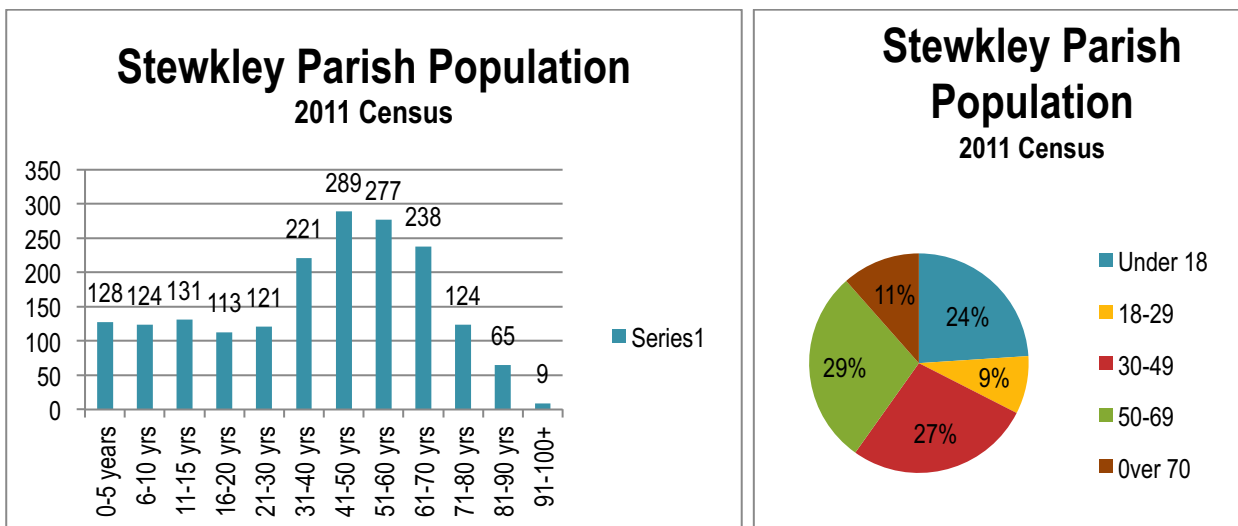 Stewkley Parish Population
2011 Census
350
300
250
200
150
100
50
0
128
124
131
113
121
221
289
277
238
124
65
9
0-5 years
6-10 yrs
11-15 yrs
16-20 yrs
21-30 yrs
31-40 yrs
41-50 yrs
51-60 yrs
61-70 yrs
71-80 yrs
81-90 yrs
91-100+
Series1
Stewkley Parish
Population
2011 Census
24%
9%
27%
29%
11%
Under 18
18-29
30-49
50-69
0ver 70